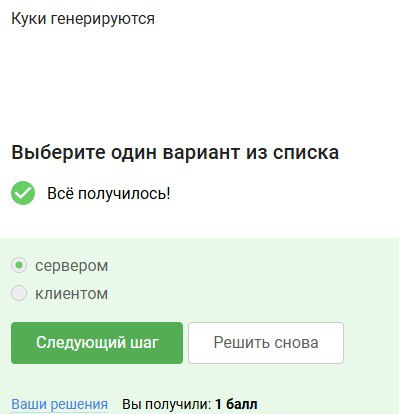 Куки генерируются
Выберите один вариант из списка
Всё получилось!
сервером
клиентом
Следующий шаг Решить снова
Ваши решения Вы получили: 1 балл